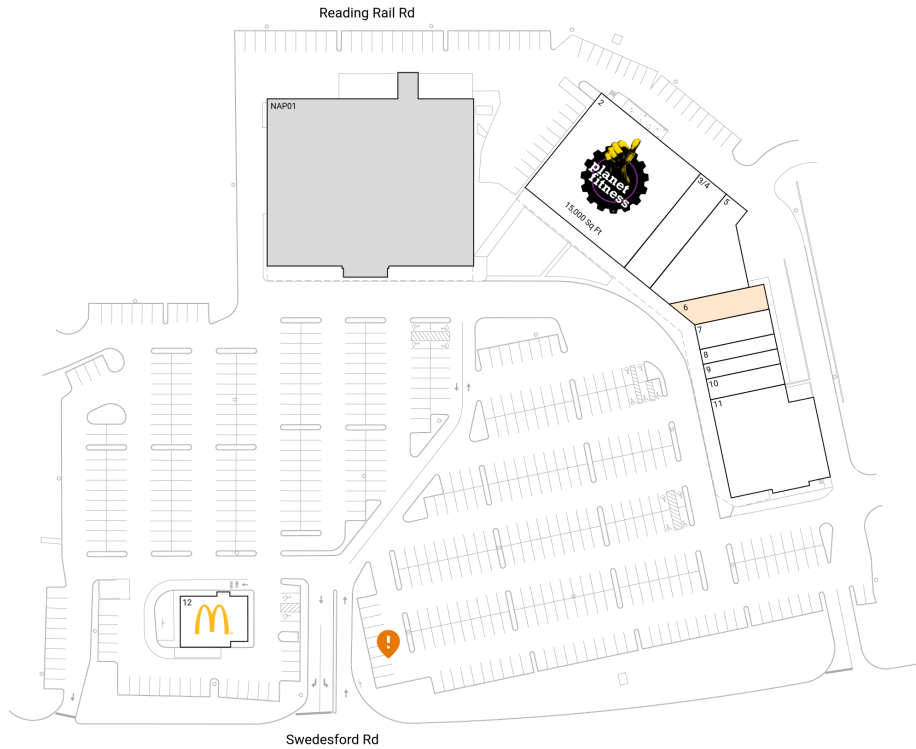 Reading Rail Rd
NAP01
2
planet
fitness
15,000 Sq Ft
3/4
5
6
7
8
9
10
11
12
Swedesford Rd